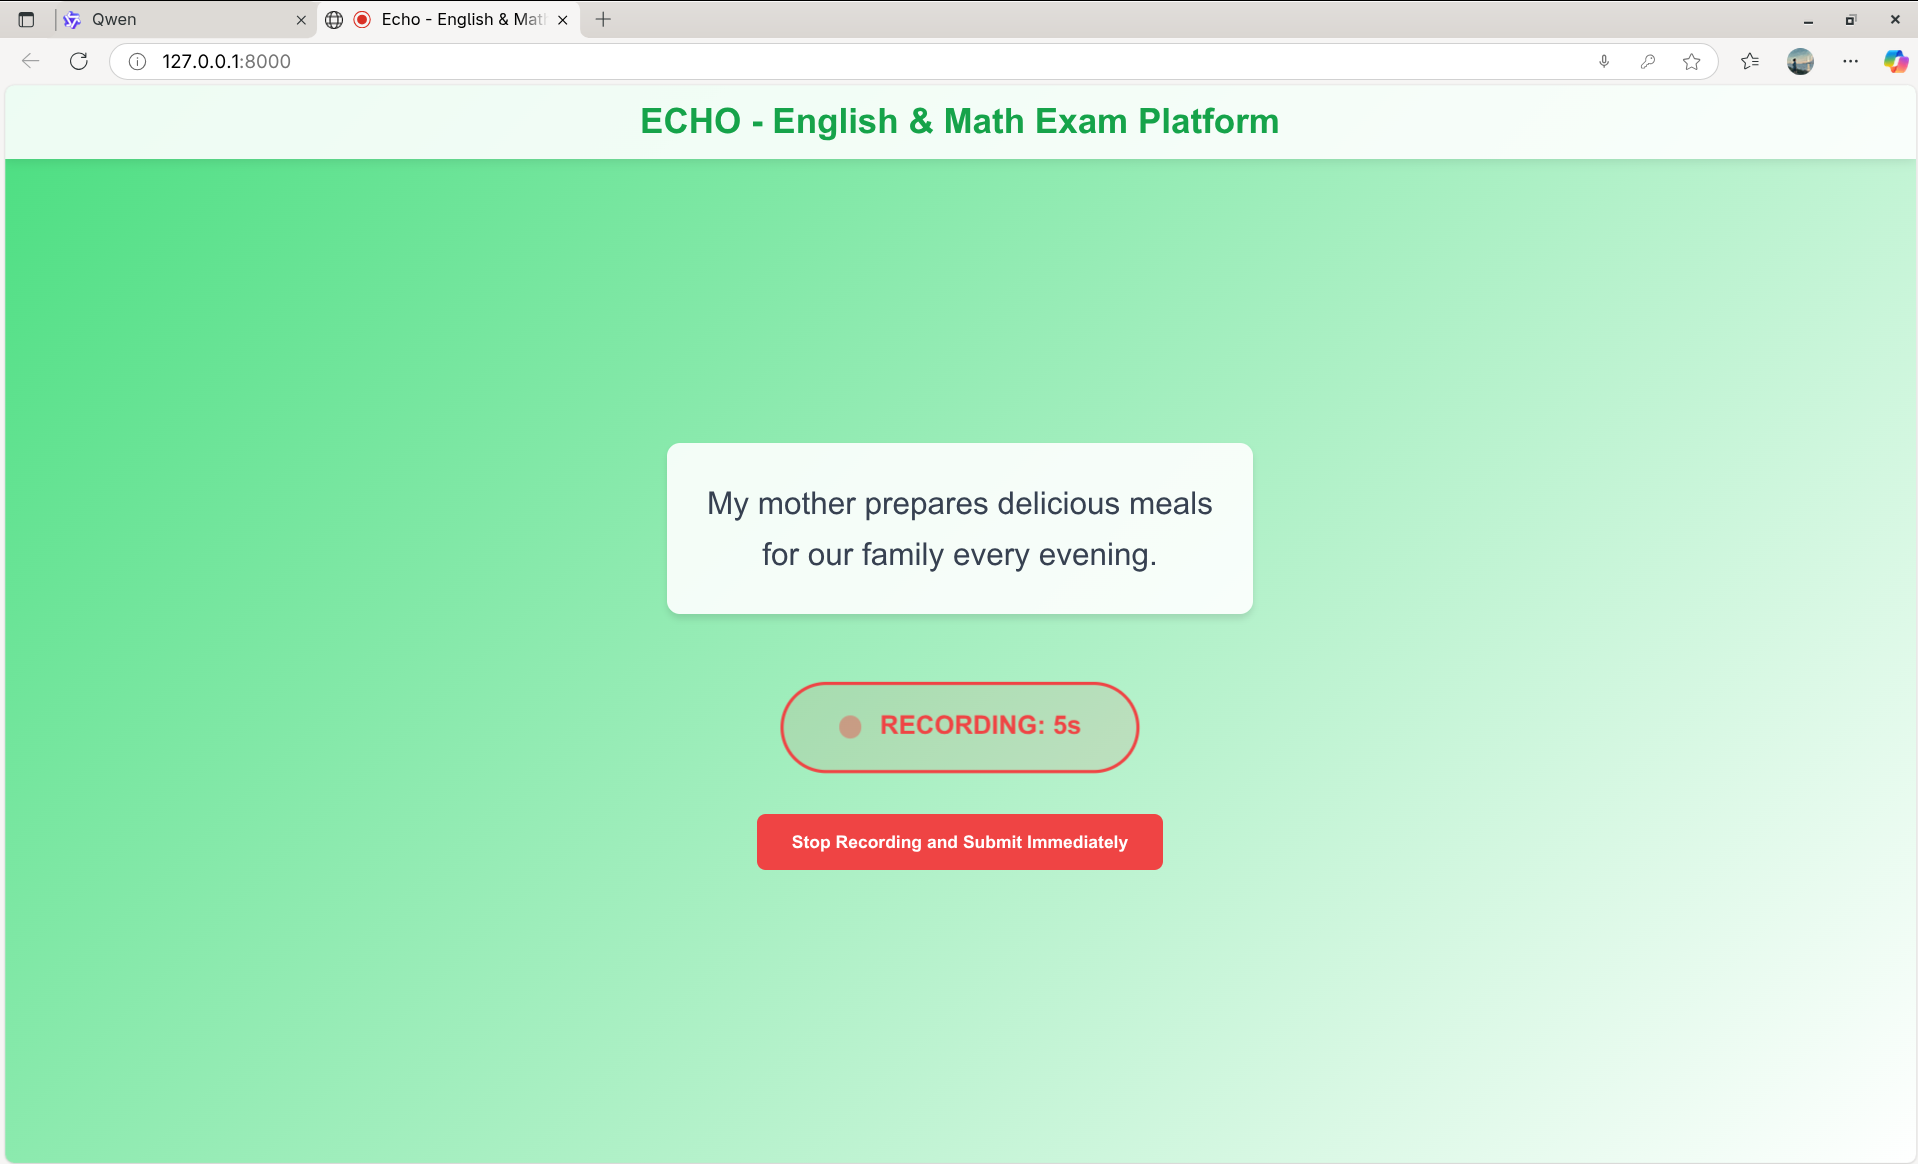 Qwen
Echo - English & Mat
127.0.0.1:8000
ECHO - English & Math Exam Platform
My mother prepares delicious meals
for our family every evening.
RECORDING: 5s
Stop Recording and Submit Immediately